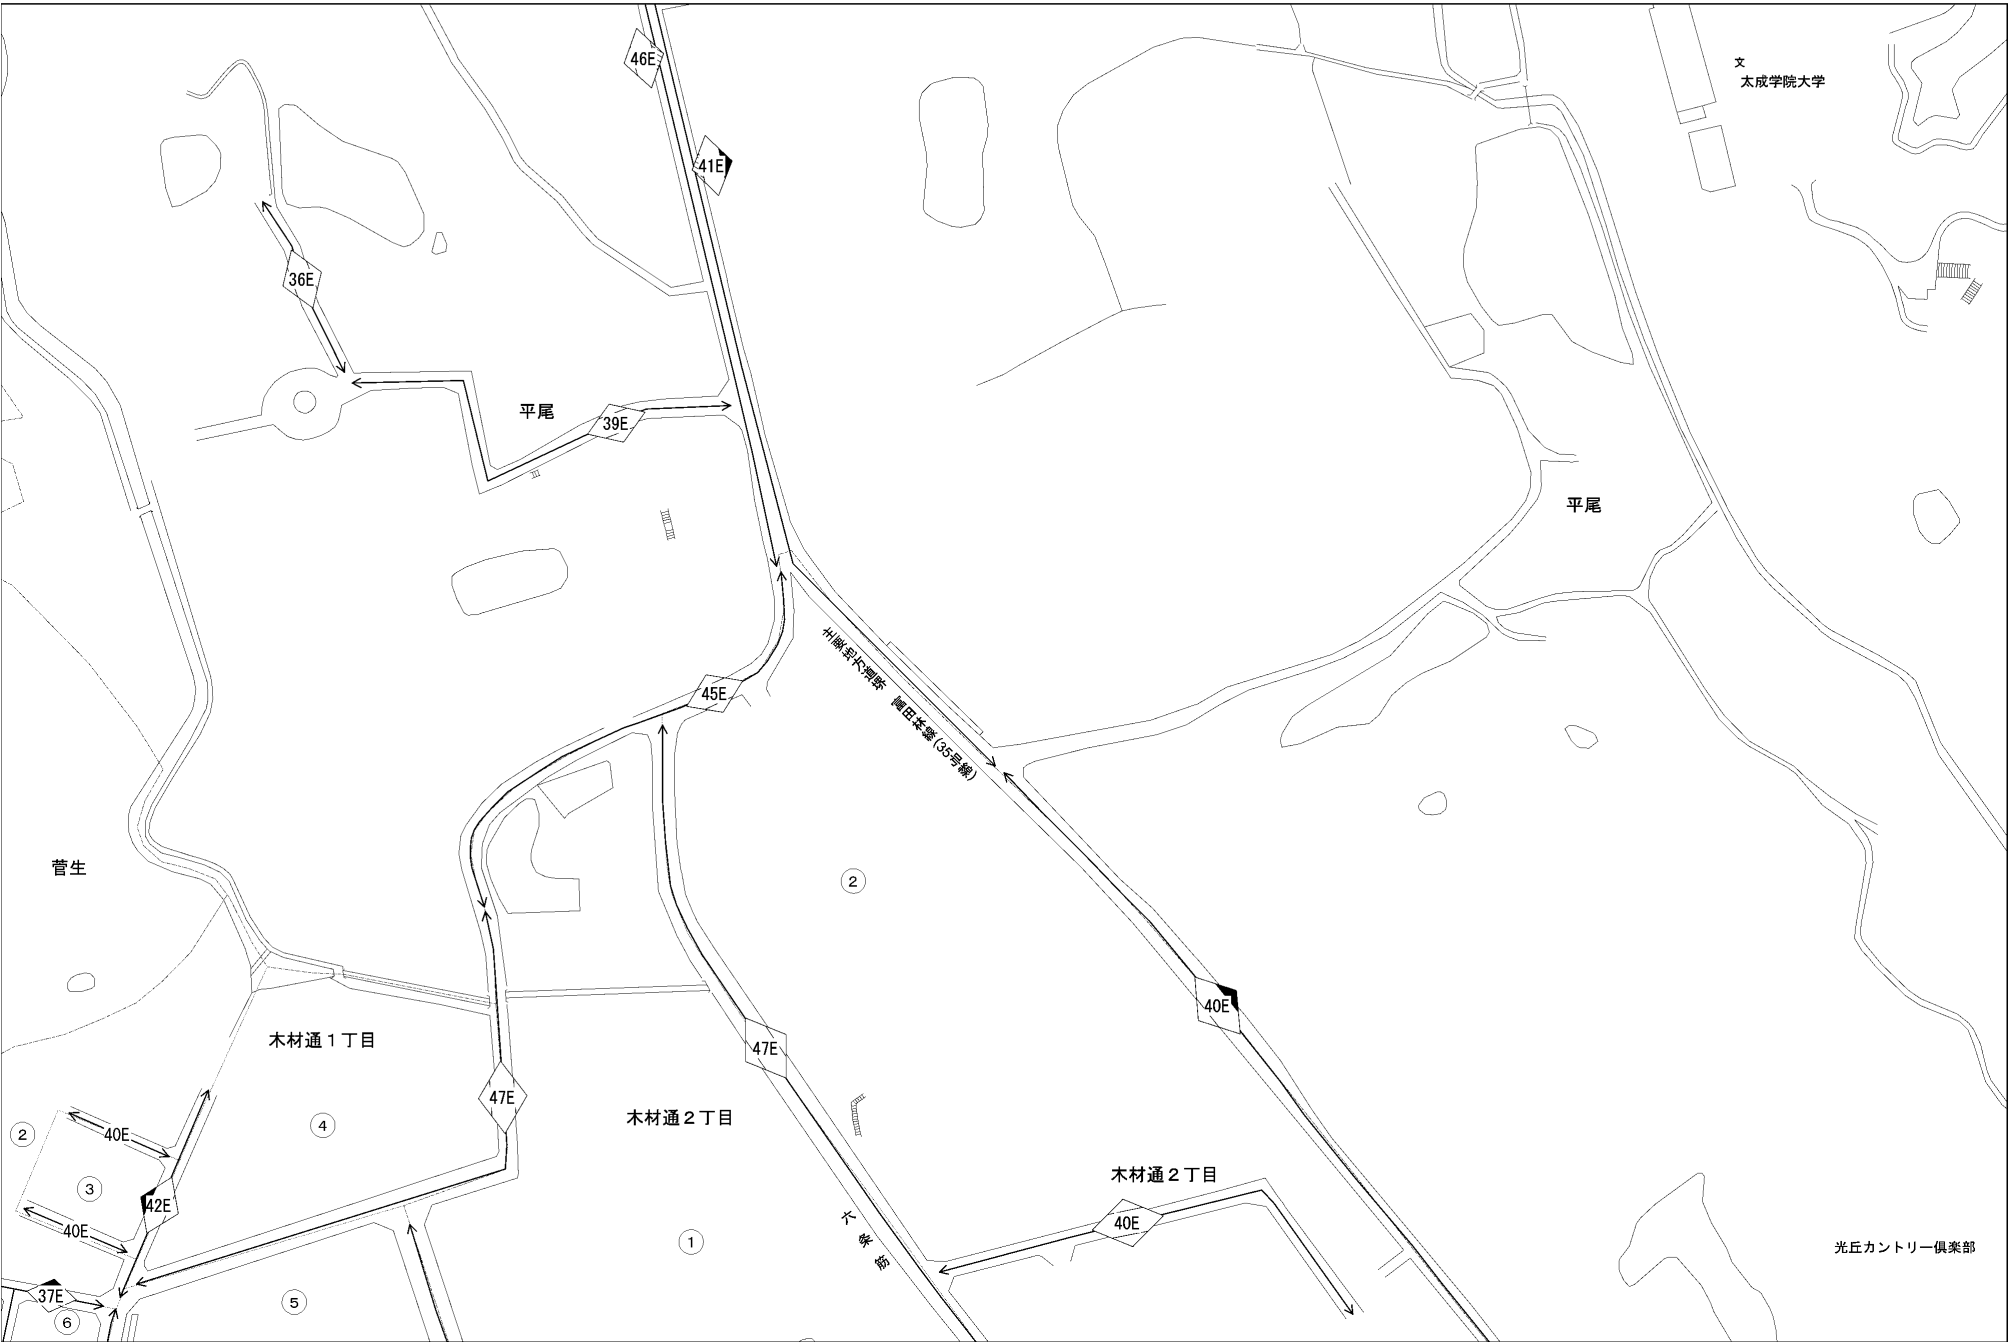 46E
文
太成学院大学
41E
36E
平尾
39E
平尾
主要地方道堺 富田林線(35号線)
45E
菅生
2
40E
木材通1丁目
47E
47E
木材通2丁目
2
4
40E
木材通2丁目
3
42E
40E
40E
六条筋
1
光丘カントリー倶楽部
37E
5
6